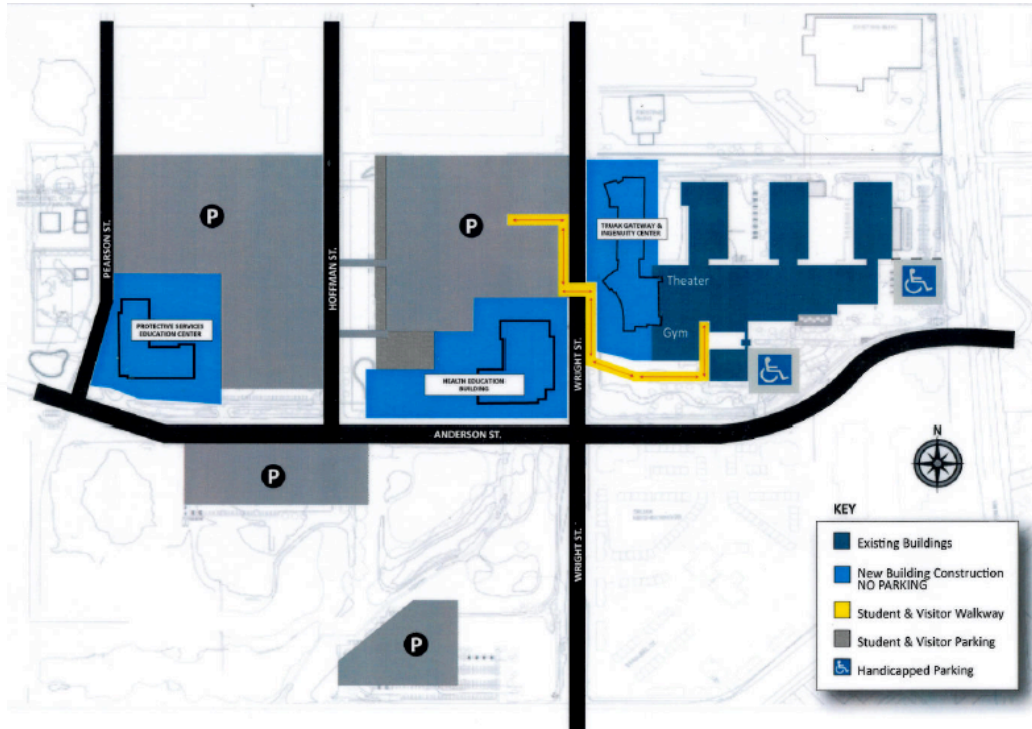 P
P
PEARSON ST.
HOFFMAN ST.
TRUAX GATEWAY &
INGENUITY CENTER
Theater
Gym
PROTECTIVE SERVICES
EDUCATION CENTER
HEALTH EDUCATION
BUILDING
WRIGHT ST.
ANDERSON ST.
P
WRIGHT ST.
P
N
KEY
Existing Buildings
New Building Construction
NO PARKING
Student & Visitor Walkway
Student & Visitor Parking
Handicapped Parking